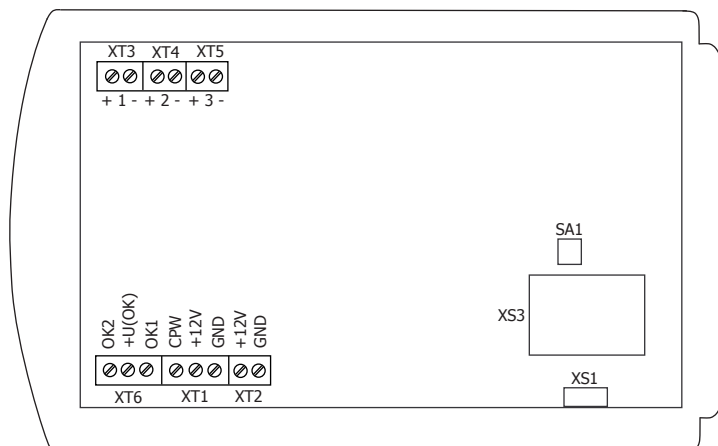 XT3 XT4 XT5
+ 1 - + 2 - + 3 -
SA1
XS3
OK2 +U(OK) OK1 CPW +12V GND +12V GND
XS1
XT6 XT1 XT2